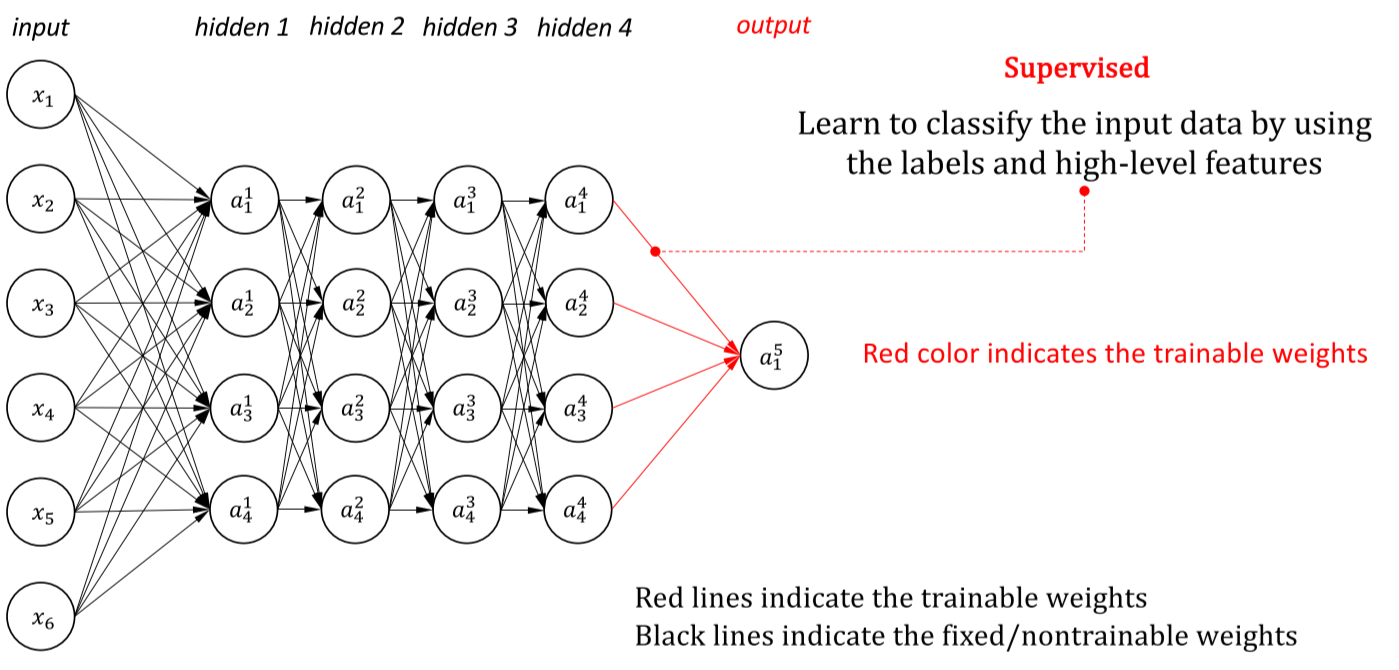 input hidden 1 hidden 2 hidden 3 hidden 4 output
Supervised
Learn to classify the input data by using
the labels and high-level features
x₁
x₂ a₁¹ a₁² a₁³ a₁⁴
x₃ a₂¹ a₂² a₂³ a₂⁴
a₁⁵ Red color indicates the trainable weights
x₄ a₃¹ a₃² a₃³ a₃⁴
x₅ a₄¹ a₄² a₄³ a₄⁴
x₆
Red lines indicate the trainable weights
Black lines indicate the fixed/nontrainable weights